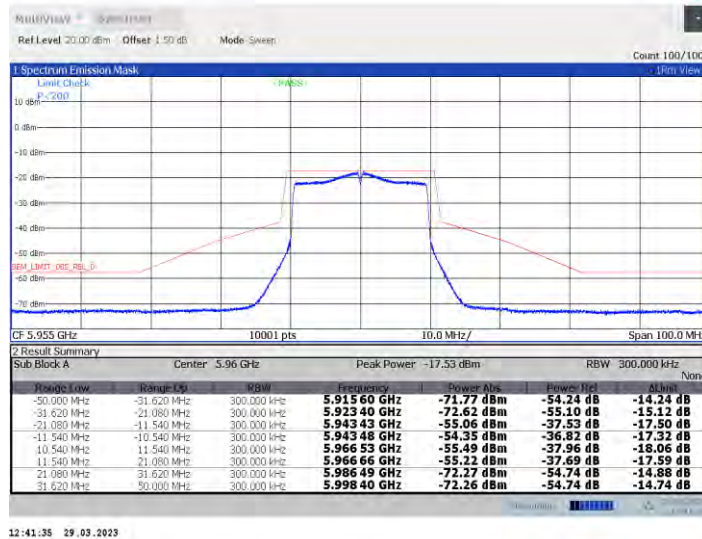 MultiView Spectrum
Ref Level 20.00 dBm Offset 1.50 dB Mode Sweep
Count 100/100
1 Spectrum Emission Mask 1Rm View
Limit Check PASS
P<200
10 dBm
0 dBm
-10 dBm
-20 dBm
-30 dBm
-40 dBm
-50 dBm
-60 dBm
-70 dBm
CF 5.955 GHz 10001 pts 10.0 MHz/ Span 100.0 MHz
2 Result Summary
Sub Block A Center 5.96 GHz Peak Power -17.53 dBm RBW 300.000 kHz
None
Range Low Range Up RBW Frequency Power Abs Power Rel ΔLimit
-50.000 MHz -31.620 MHz 300.000 kHz 5.915 60 GHz -71.77 dBm -54.24 dB -14.24 dB
-31.620 MHz -21.080 MHz 300.000 kHz 5.923 40 GHz -72.62 dBm -55.10 dB -15.12 dB
-21.080 MHz -11.540 MHz 300.000 kHz 5.943 43 GHz -55.06 dBm -37.53 dB -17.50 dB
-11.540 MHz -10.540 MHz 300.000 kHz 5.943 48 GHz -54.35 dBm -36.82 dB -17.32 dB
10.540 MHz 11.540 MHz 300.000 kHz 5.966 53 GHz -55.49 dBm -37.96 dB -18.06 dB
11.540 MHz 21.080 MHz 300.000 kHz 5.966 66 GHz -55.22 dBm -37.69 dB -17.59 dB
21.080 MHz 31.620 MHz 300.000 kHz 5.986 49 GHz -72.27 dBm -54.74 dB -14.88 dB
31.620 MHz 50.000 MHz 300.000 kHz 5.998 40 GHz -72.26 dBm -54.74 dB -14.74 dB
12:41:35 29.03.2023